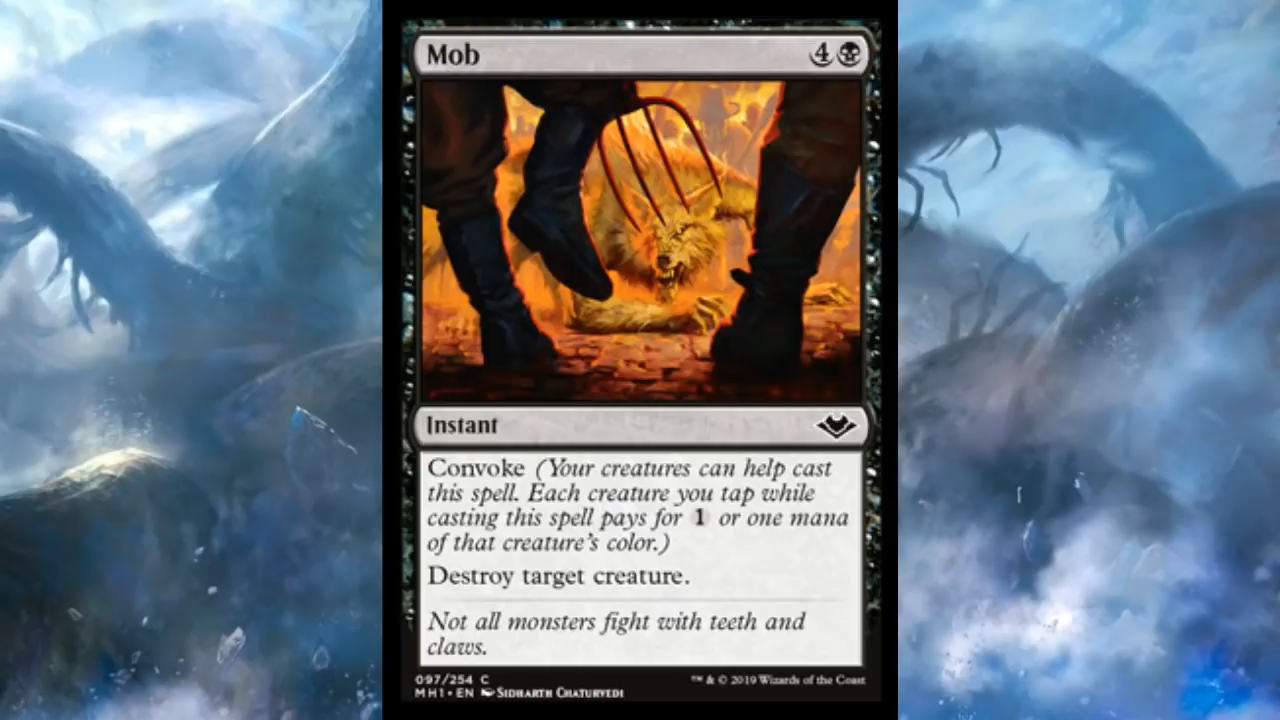 Mob 4
Instant
Convoke (Your creatures can help cast
this spell. Each creature you tap while
casting this spell pays for 1 or one mana
of that creature's color.)
Destroy target creature.
Not all monsters fight with teeth and
claws.
097/254 C ™ & © 2019 Wizards of the Coast
MH1 • EN Sidharth Chaturvedi